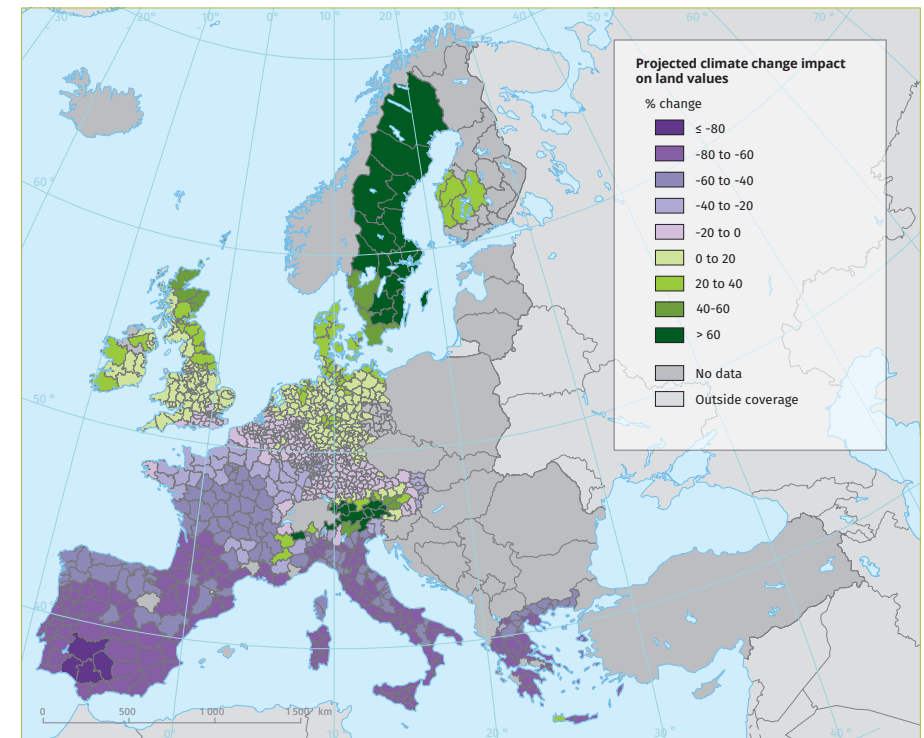 30° 20° 10° 0° 10° 20° 30° 40° 50° 60° 70°
Projected climate change impact
on land values
% change
≤ -80
-80 to -60
-60 to -40
-40 to -20
-20 to 0
0 to 20
20 to 40
40-60
> 60
No data
Outside coverage
60°
50°
40°
0 500 1 000 1 500 km
0° 10° 20° 30° 40°